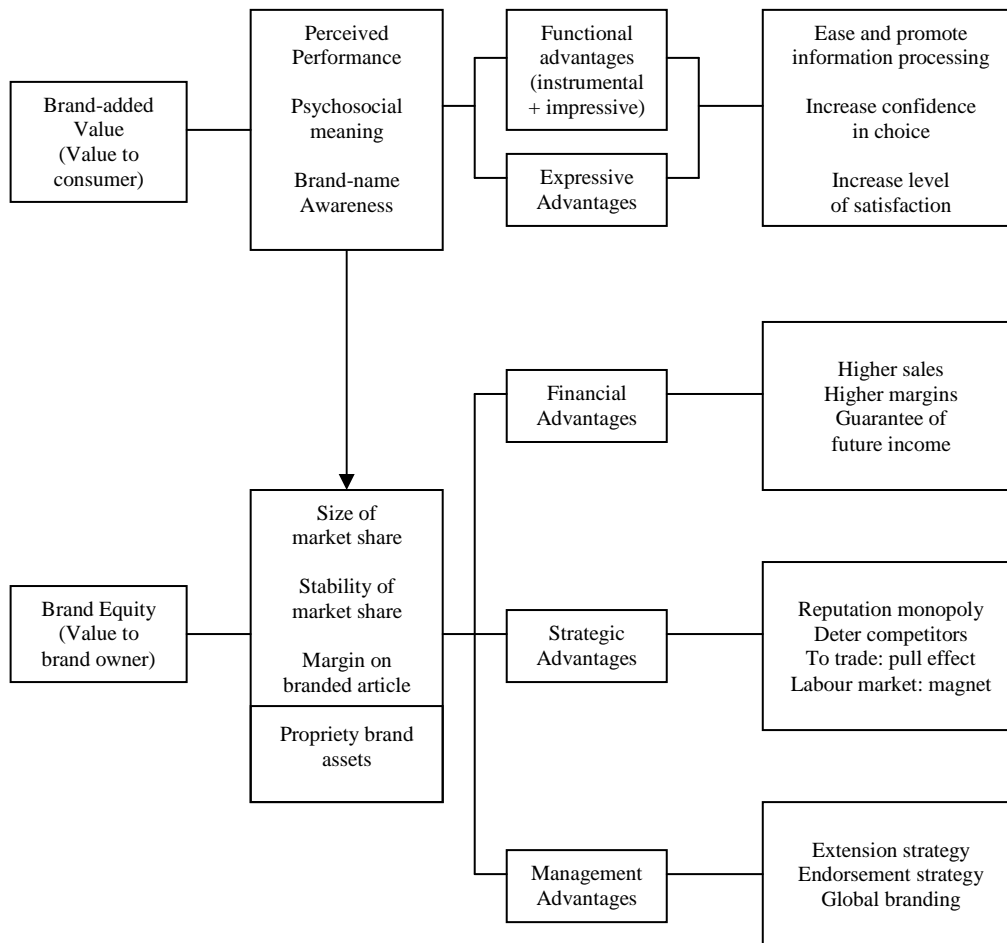 Brand-added
Value
(Value to
consumer)
Perceived
Performance
Psychosocial
meaning
Brand-name
Awareness
Functional
advantages
(instrumental
+ impressive)
Expressive
Advantages
Ease and promote
information processing
Increase confidence
in choice
Increase level
of satisfaction
Brand Equity
(Value to
brand owner)
Size of
market share
Stability of
market share
Margin on
branded article
Propriety brand
assets
Financial
Advantages
Higher sales
Higher margins
Guarantee of
future income
Strategic
Advantages
Reputation monopoly
Deter competitors
To trade: pull effect
Labour market: magnet
Management
Advantages
Extension strategy
Endorsement strategy
Global branding